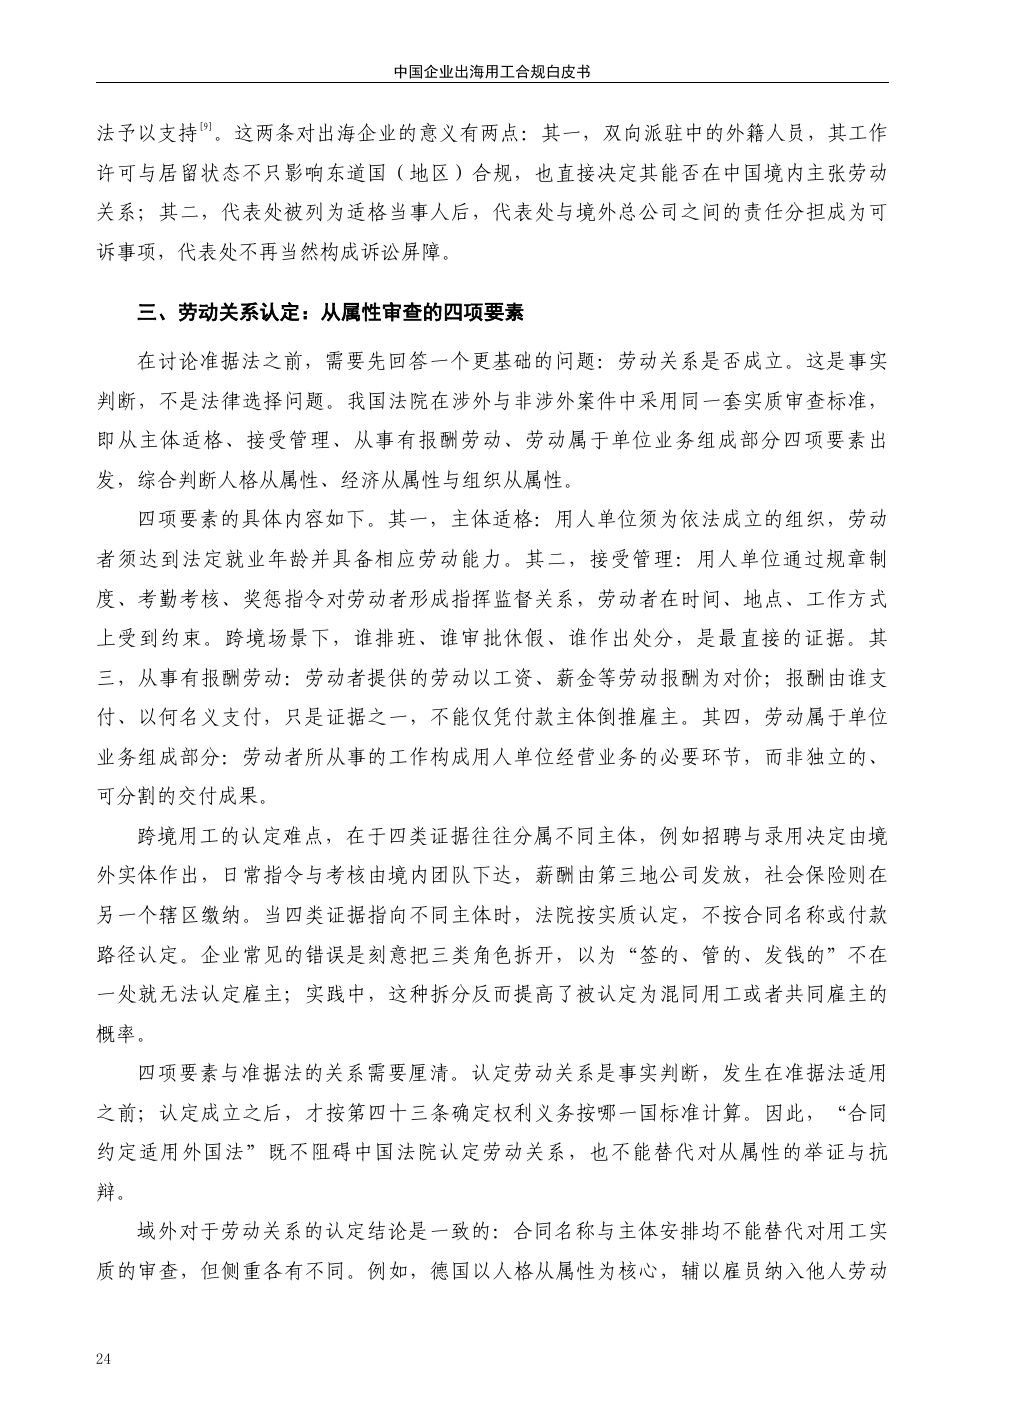 中国企业出海用工合规白皮书
法予以支持[9]。这两条对出海企业的意义有两点：其一，双向派驻中的外籍人员，其工作
许可与居留状态不只影响东道国（地区）合规，也直接决定其能否在中国境内主张劳动
关系；其二，代表处被列为适格当事人后，代表处与境外总公司之间的责任分担成为可
诉事项，代表处不再当然构成诉讼屏障。
三、劳动关系认定：从属性审查的四项要素
在讨论准据法之前，需要先回答一个更基础的问题：劳动关系是否成立。这是事实
判断，不是法律选择问题。我国法院在涉外与非涉外案件中采用同一套实质审查标准，
即从主体适格、接受管理、从事有报酬劳动、劳动属于单位业务组成部分四项要素出
发，综合判断人格从属性、经济从属性与组织从属性。
四项要素的具体内容如下。其一，主体适格：用人单位须为依法成立的组织，劳动
者须达到法定就业年龄并具备相应劳动能力。其二，接受管理：用人单位通过规章制
度、考勤考核、奖惩指令对劳动者形成指挥监督关系，劳动者在时间、地点、工作方式
上受到约束。跨境场景下，谁排班、谁审批休假、谁作出处分，是最直接的证据。其
三，从事有报酬劳动：劳动者提供的劳动以工资、薪金等劳动报酬为对价；报酬由谁支
付、以何名义支付，只是证据之一，不能仅凭付款主体倒推雇主。其四，劳动属于单位
业务组成部分：劳动者所从事的工作构成用人单位经营业务的必要环节，而非独立的、
可分割的交付成果。
跨境用工的认定难点，在于四类证据往往分属不同主体，例如招聘与录用决定由境
外实体作出，日常指令与考核由境内团队下达，薪酬由第三地公司发放，社会保险则在
另一个辖区缴纳。当四类证据指向不同主体时，法院按实质认定，不按合同名称或付款
路径认定。企业常见的错误是刻意把三类角色拆开，以为“签的、管的、发钱的”不在
一处就无法认定雇主；实践中，这种拆分反而提高了被认定为混同用工或者共同雇主的
概率。
四项要素与准据法的关系需要厘清。认定劳动关系是事实判断，发生在准据法适用
之前；认定成立之后，才按第四十三条确定权利义务按哪一国标准计算。因此，“合同
约定适用外国法”既不阻碍中国法院认定劳动关系，也不能替代对从属性的举证与抗
辩。
域外对于劳动关系的认定结论是一致的：合同名称与主体安排均不能替代对用工实
质的审查，但侧重各有不同。例如，德国以人格从属性为核心，辅以雇员纳入他人劳动
24